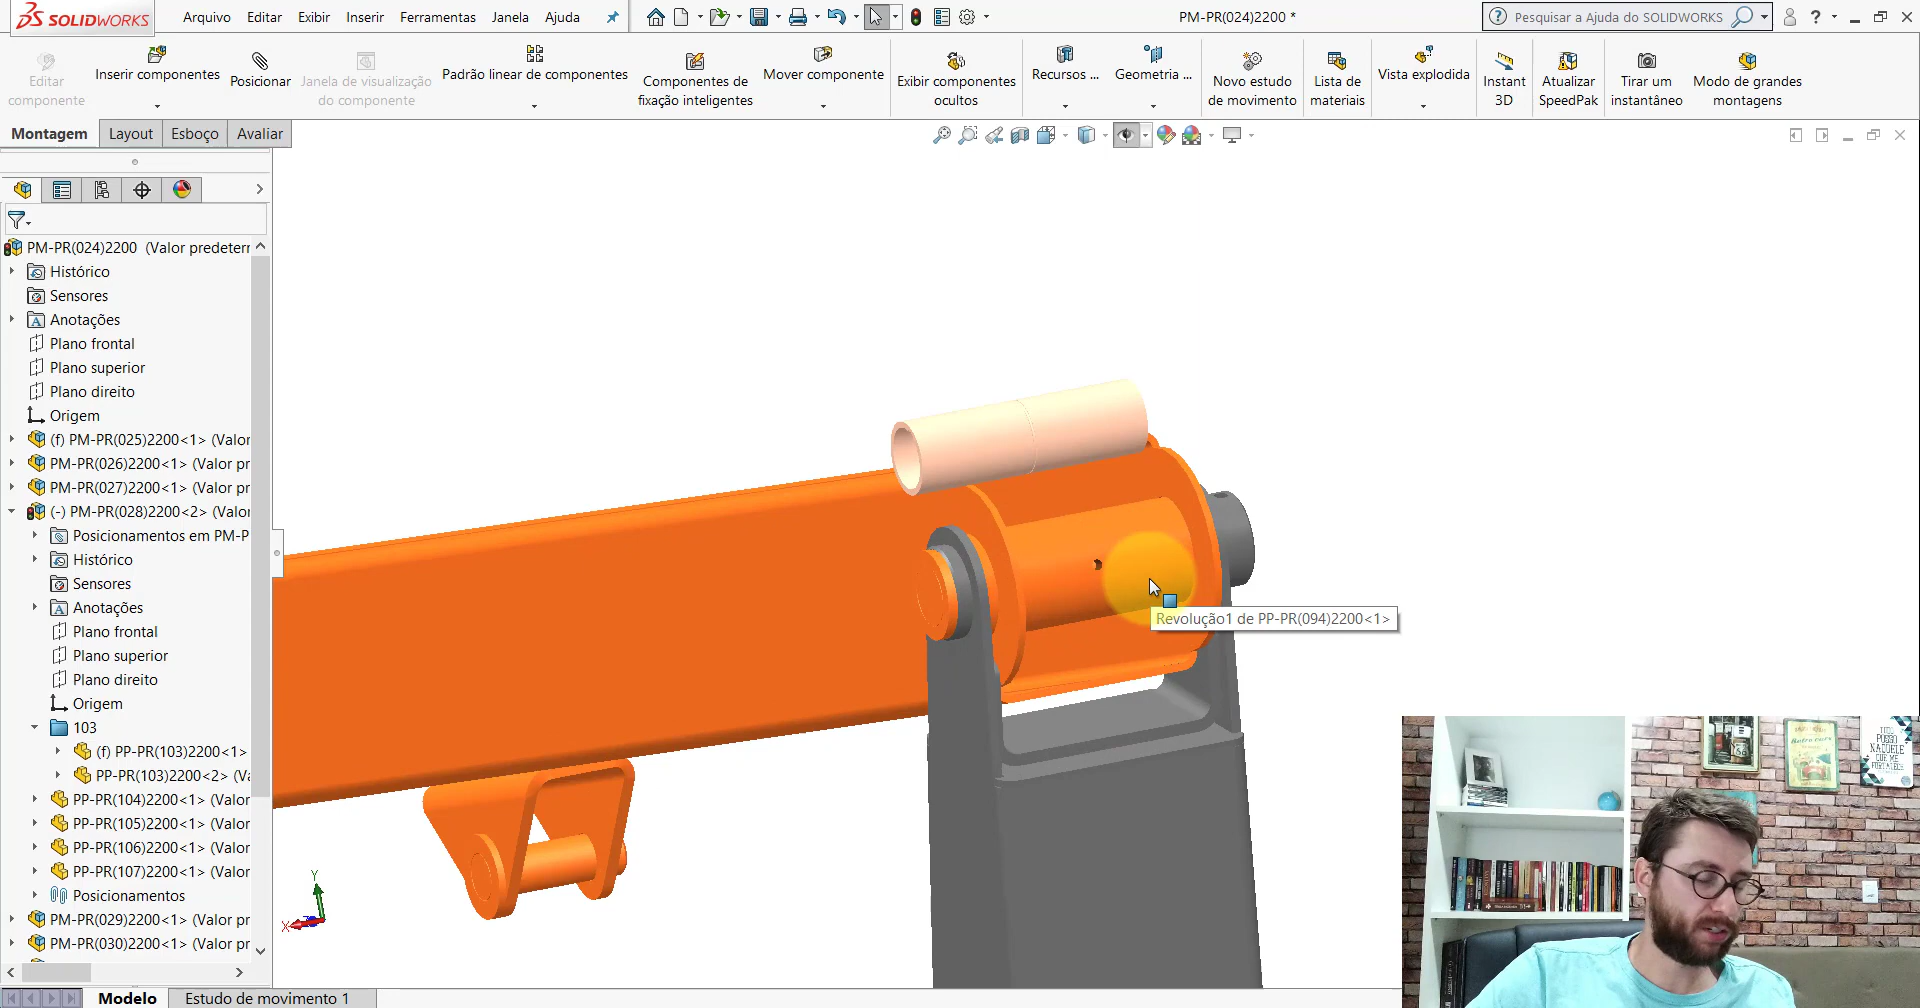 SOLIDWORKS
Arquivo Editar Exibir Inserir Ferramentas Janela Ajuda
PM-PR(024)2200 *
Pesquisar a Ajuda do SOLIDWORKS
Editar componente
Inserir componentes
Posicionar
Janela de visualização do componente
Padrão linear de componentes
Componentes de fixação inteligentes
Mover componente
Exibir componentes ocultos
Recursos ...
Geometria ...
Novo estudo de movimento
Lista de materiais
Vista explodida
Instant 3D
Atualizar SpeedPak
Tirar um instantâneo
Modo de grandes montagens
Montagem Layout Esboço Avaliar
PM-PR(024)2200 (Valor predeterr
Histórico
Sensores
Anotações
Plano frontal
Plano superior
Plano direito
Origem
(f) PM-PR(025)2200<1> (Valor
PM-PR(026)2200<1> (Valor pr
PM-PR(027)2200<1> (Valor pr
(-) PM-PR(028)2200<2> (Valor
Posicionamentos em PM-P
Histórico
Sensores
Anotações
Plano frontal
Plano superior
Plano direito
Origem
103
(f) PP-PR(103)2200<1>
PP-PR(103)2200<2> (Va
PP-PR(104)2200<1> (Valor
PP-PR(105)2200<1> (Valor
PP-PR(106)2200<1> (Valor
PP-PR(107)2200<1> (Valor
Posicionamentos
PM-PR(029)2200<1> (Valor pr
PM-PR(030)2200<1> (Valor pr
Revolução1 de PP-PR(094)2200<1>
Y
X
Modelo Estudo de movimento 1
POSSO
NAQUELE
QUE ME
FORTALECE